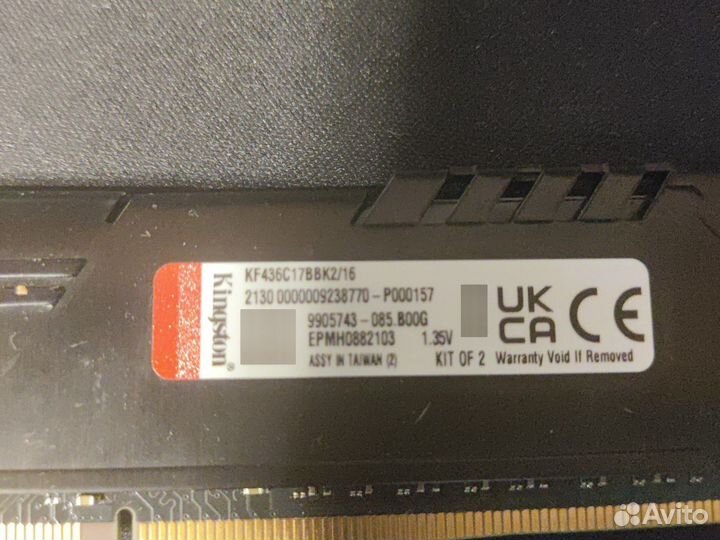 Kingston®
KF436C17BBK2/16
2130 0000009238770-P000157
9905743-085.B00G
EPMH0882103 1.35V
ASSY IN TAIWAN (2) KIT OF 2 Warranty Void If Removed
UK
CA CE
Avito